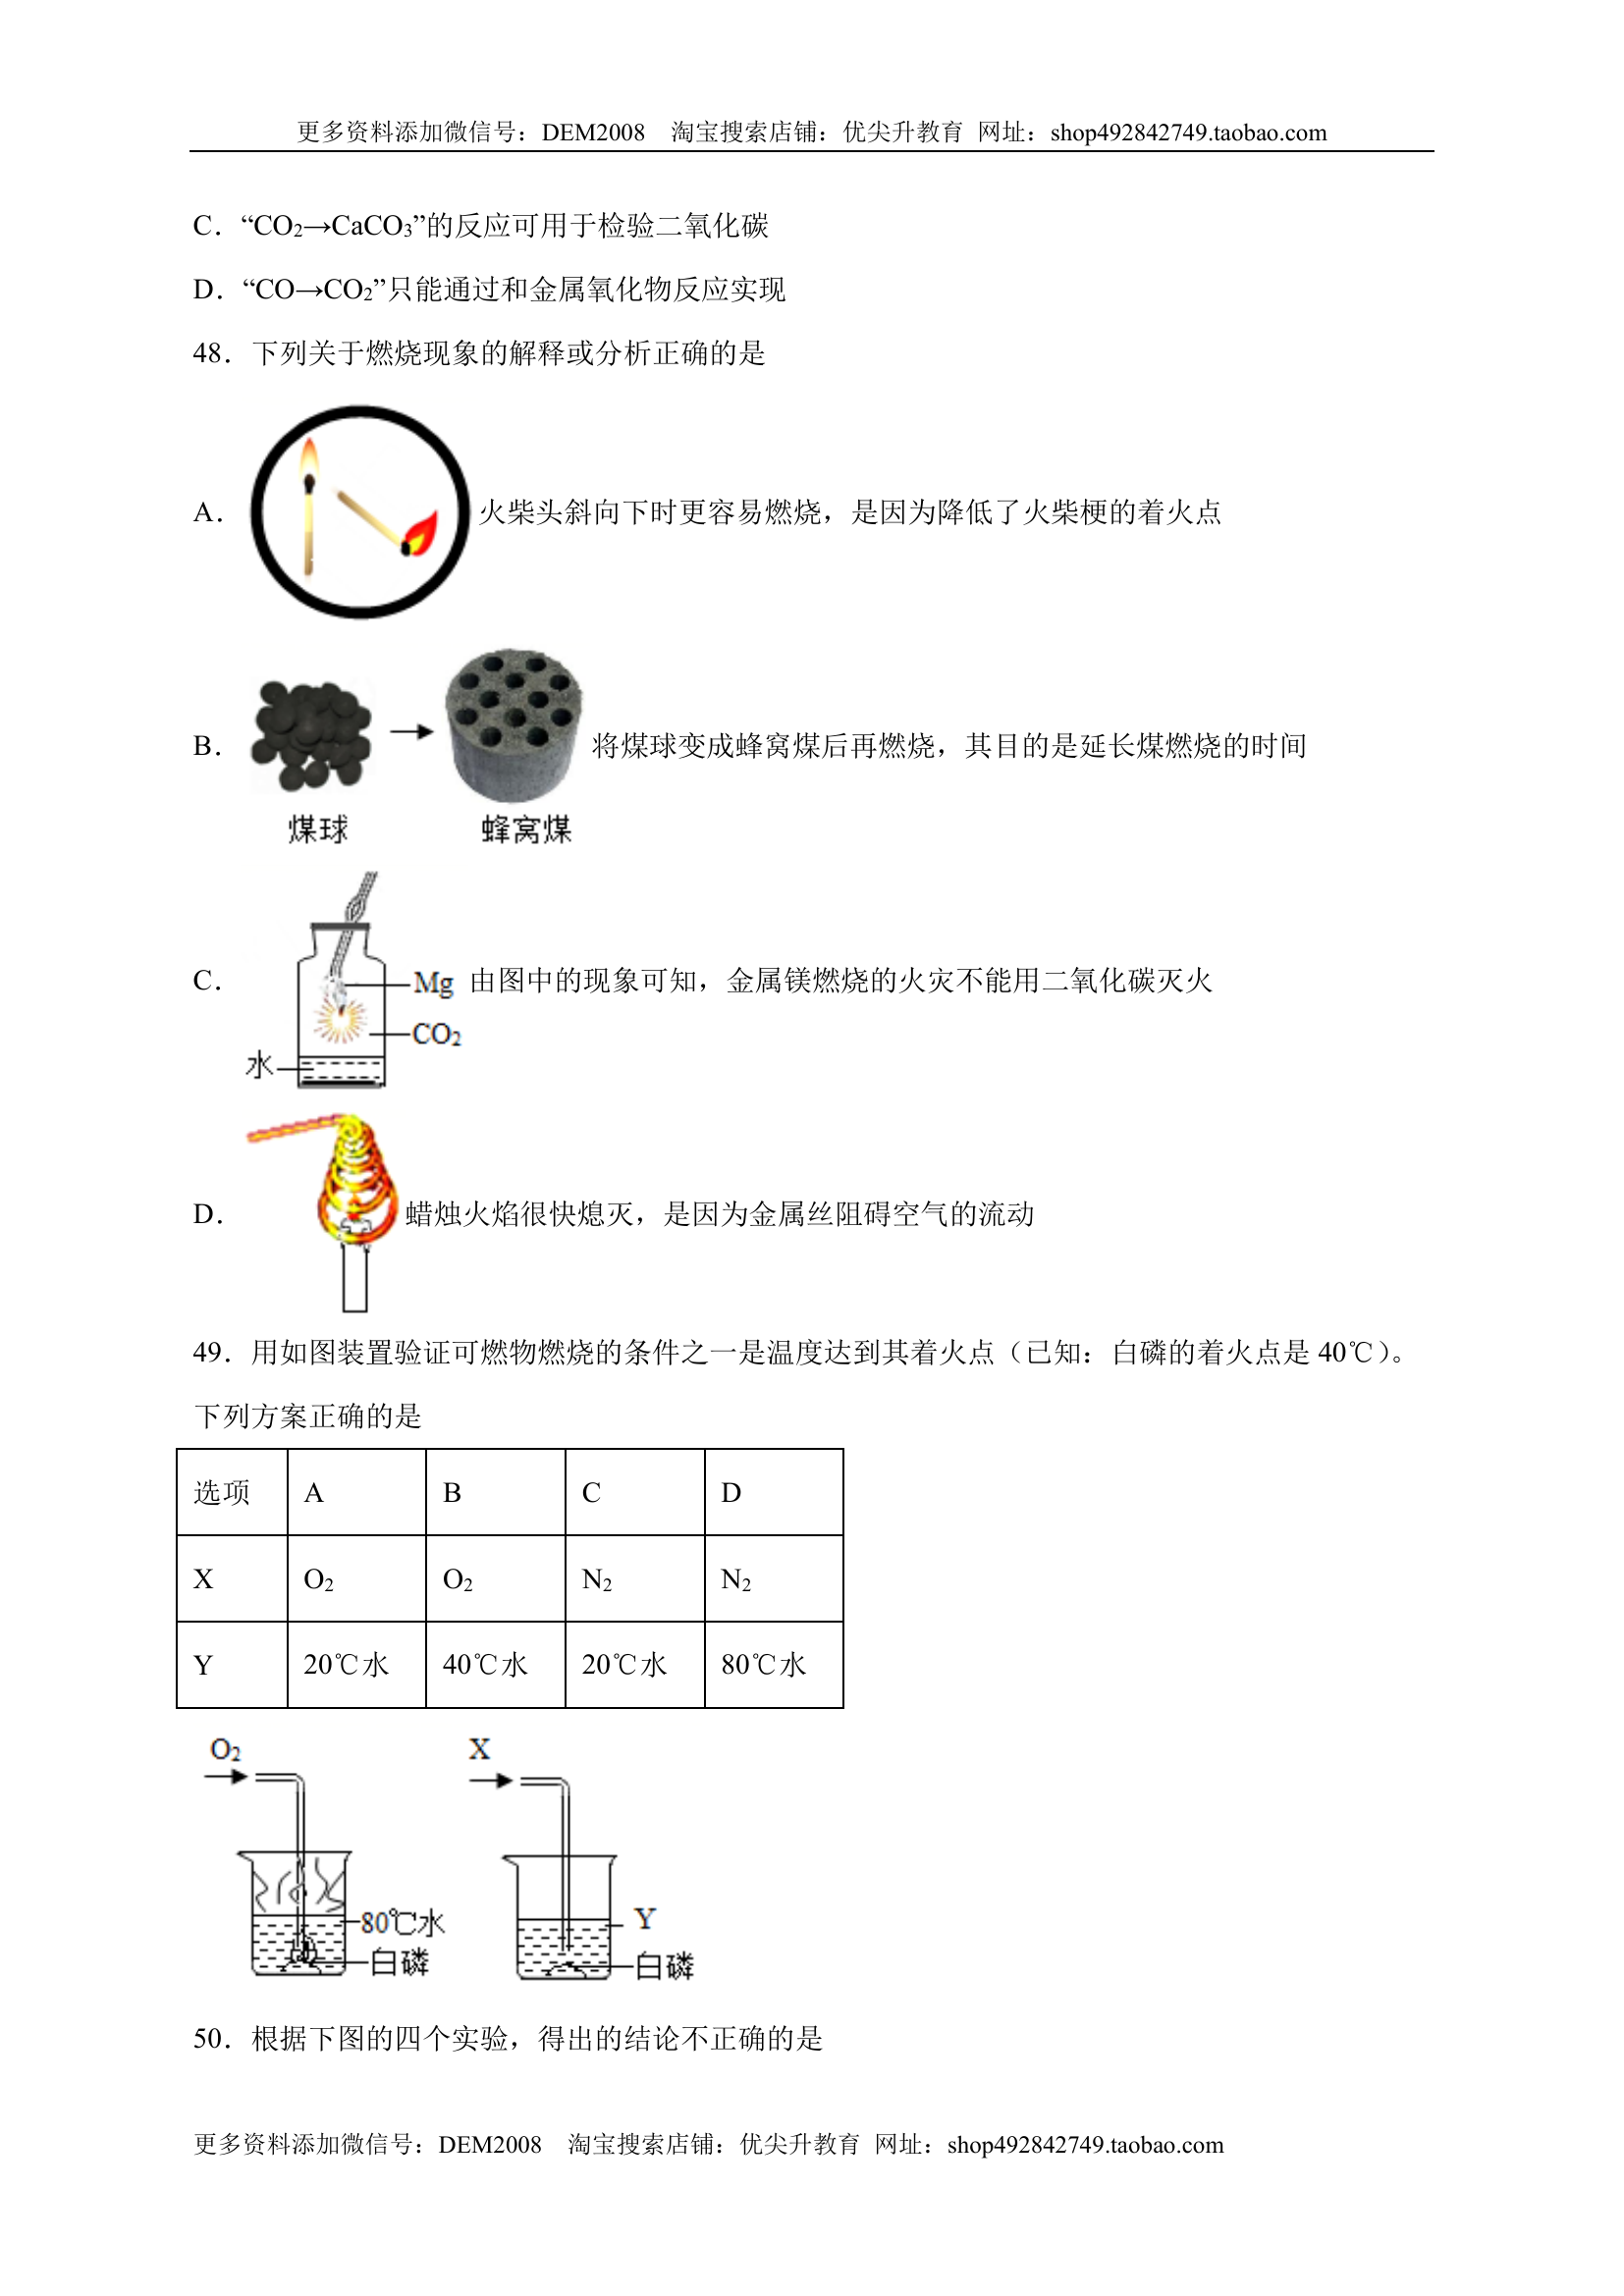 更多资料添加微信号：DEM2008 淘宝搜索店铺：优尖升教育 网址：shop492842749.taobao.com
C．“CO₂→CaCO₃”的反应可用于检验二氧化碳
D．“CO→CO₂”只能通过和金属氧化物反应实现
48．下列关于燃烧现象的解释或分析正确的是
A．火柴头斜向下时更容易燃烧，是因为降低了火柴梗的着火点
B．将煤球变成蜂窝煤后再燃烧，其目的是延长煤燃烧的时间
煤球 蜂窝煤
C．由图中的现象可知，金属镁燃烧的火灾不能用二氧化碳灭火
Mg
CO₂
水
D．蜡烛火焰很快熄灭，是因为金属丝阻碍空气的流动
49．用如图装置验证可燃物燃烧的条件之一是温度达到其着火点（已知：白磷的着火点是 40℃）。
下列方案正确的是
选项 A B C D
X O₂ O₂ N₂ N₂
Y 20℃水 40℃水 20℃水 80℃水
O₂ X
80℃水 Y
白磷 白磷
50．根据下图的四个实验，得出的结论不正确的是
更多资料添加微信号：DEM2008 淘宝搜索店铺：优尖升教育 网址：shop492842749.taobao.com